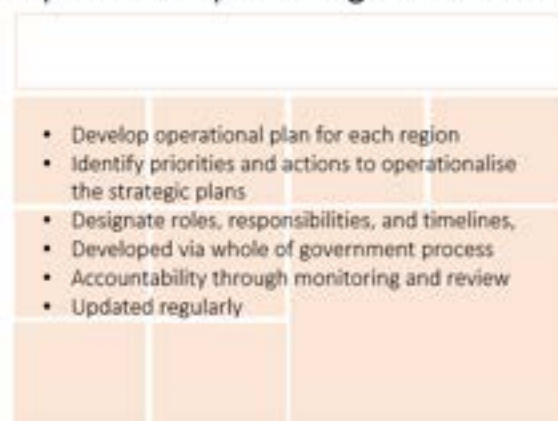 • Develop operational plan for each region
• Identify priorities and actions to operationalise
the strategic plans
• Designate roles, responsibilities, and timelines,
• Developed via whole of government process
• Accountability through monitoring and review
• Updated regularly